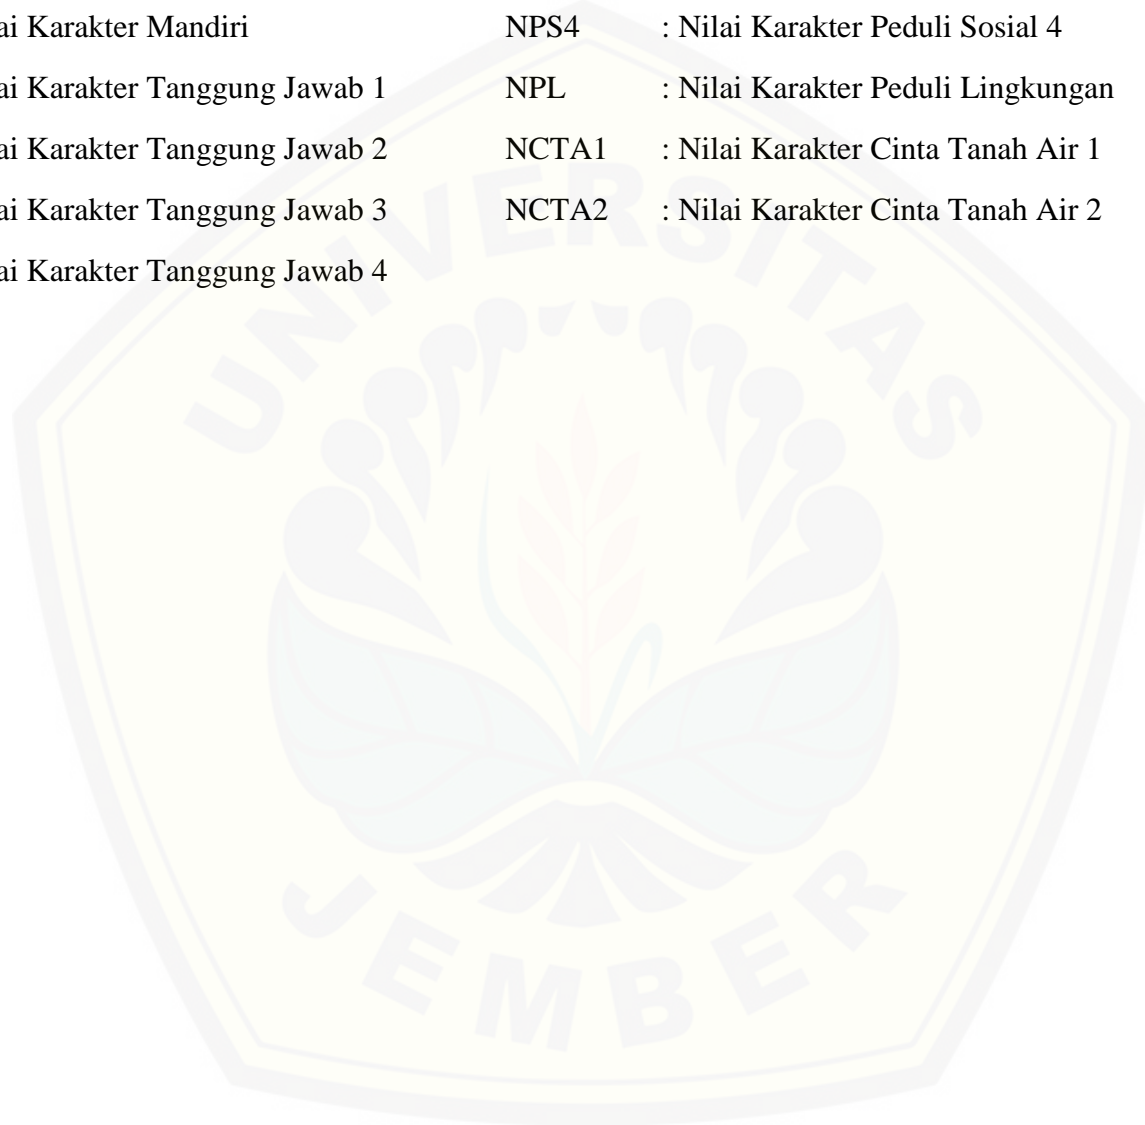 ai Karakter Mandiri NPS4 : Nilai Karakter Peduli Sosial 4
ai Karakter Tanggung Jawab 1 NPL : Nilai Karakter Peduli Lingkungan
ai Karakter Tanggung Jawab 2 NCTA1 : Nilai Karakter Cinta Tanah Air 1
ai Karakter Tanggung Jawab 3 NCTA2 : Nilai Karakter Cinta Tanah Air 2
ai Karakter Tanggung Jawab 4
UNIVERSITAS
JEMBER